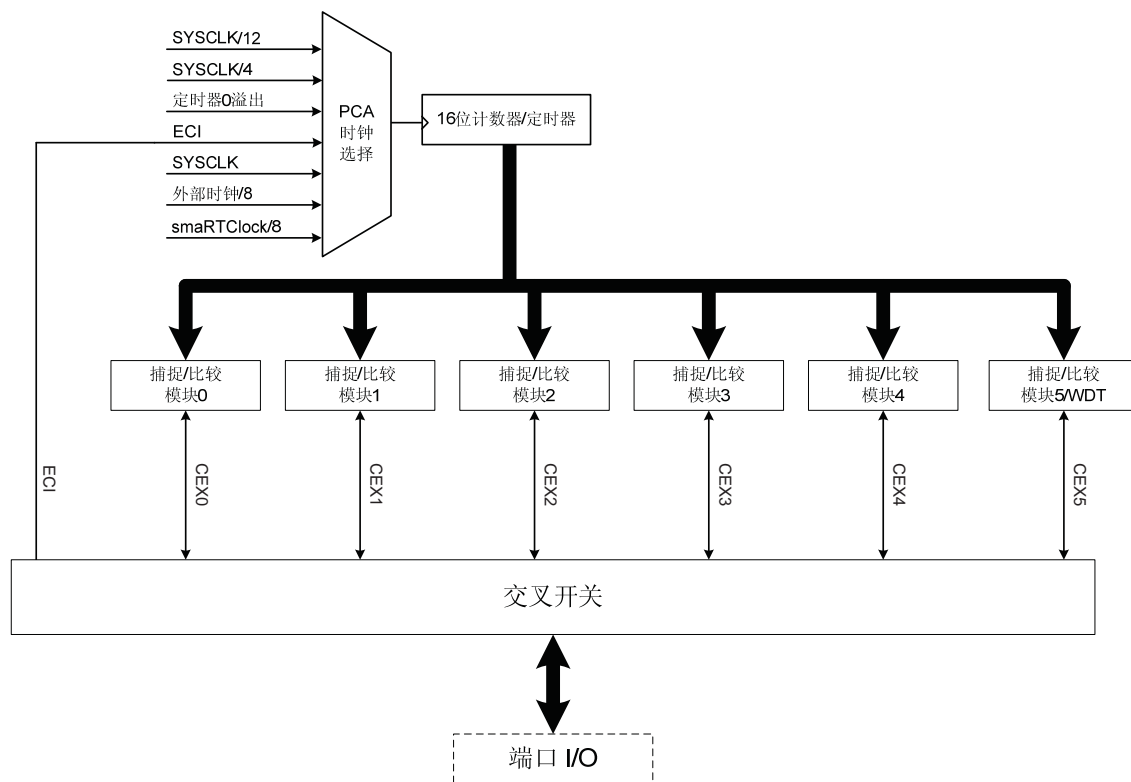 SYSCLK/12
SYSCLK/4
定时器0溢出
ECI
SYSCLK
外部时钟/8
smaRTClock/8
PCA
时钟
选择
16位计数器/定时器
捕捉/比较
模块0
捕捉/比较
模块1
捕捉/比较
模块2
捕捉/比较
模块3
捕捉/比较
模块4
捕捉/比较
模块5/WDT
ECI
CEX0
CEX1
CEX2
CEX3
CEX4
CEX5
交叉开关
端口 I/O